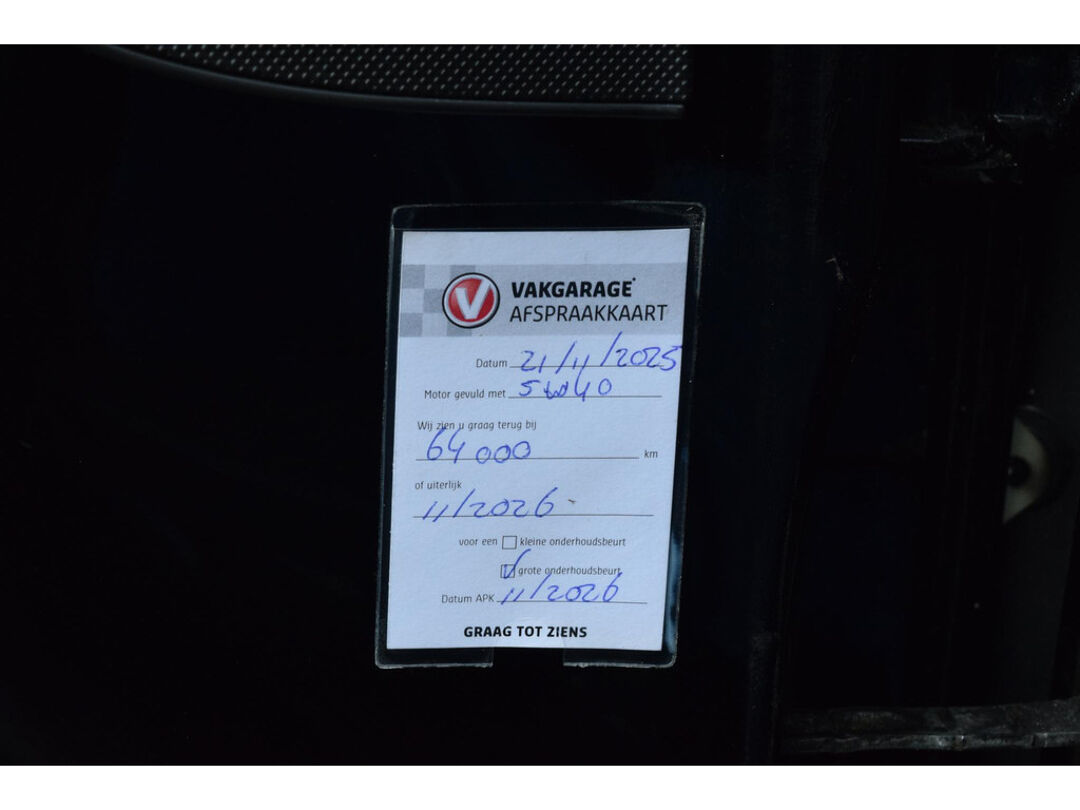 V VAKGARAGE
AFSPRAAKKAART
Datum 21/11/2025
Motor gevuld met 5w40
Wij zien u graag terug bij
64 000 km
of uiterlijk
11/2026-
voor een kleine onderhoudsbeurt
grote onderhoudsbeurt
Datum APK 11/2026
GRAAG TOT ZIENS